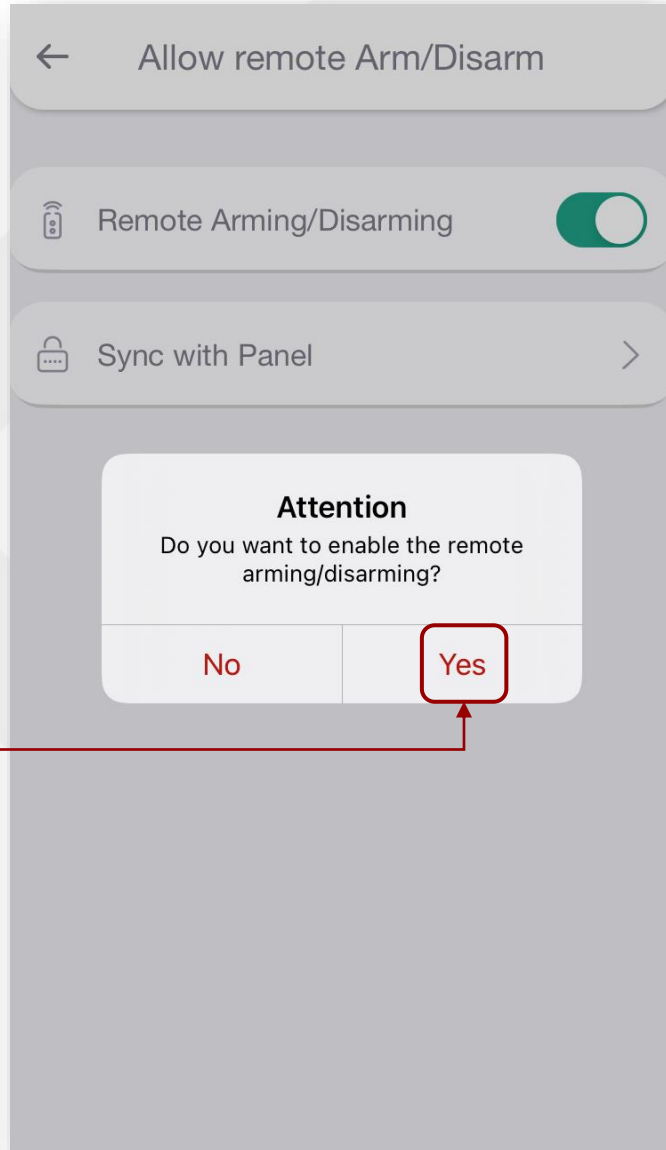 Allow remote Arm/Disarm
Remote Arming/Disarming
Sync with Panel
Attention
Do you want to enable the remote
arming/disarming?
No
Yes